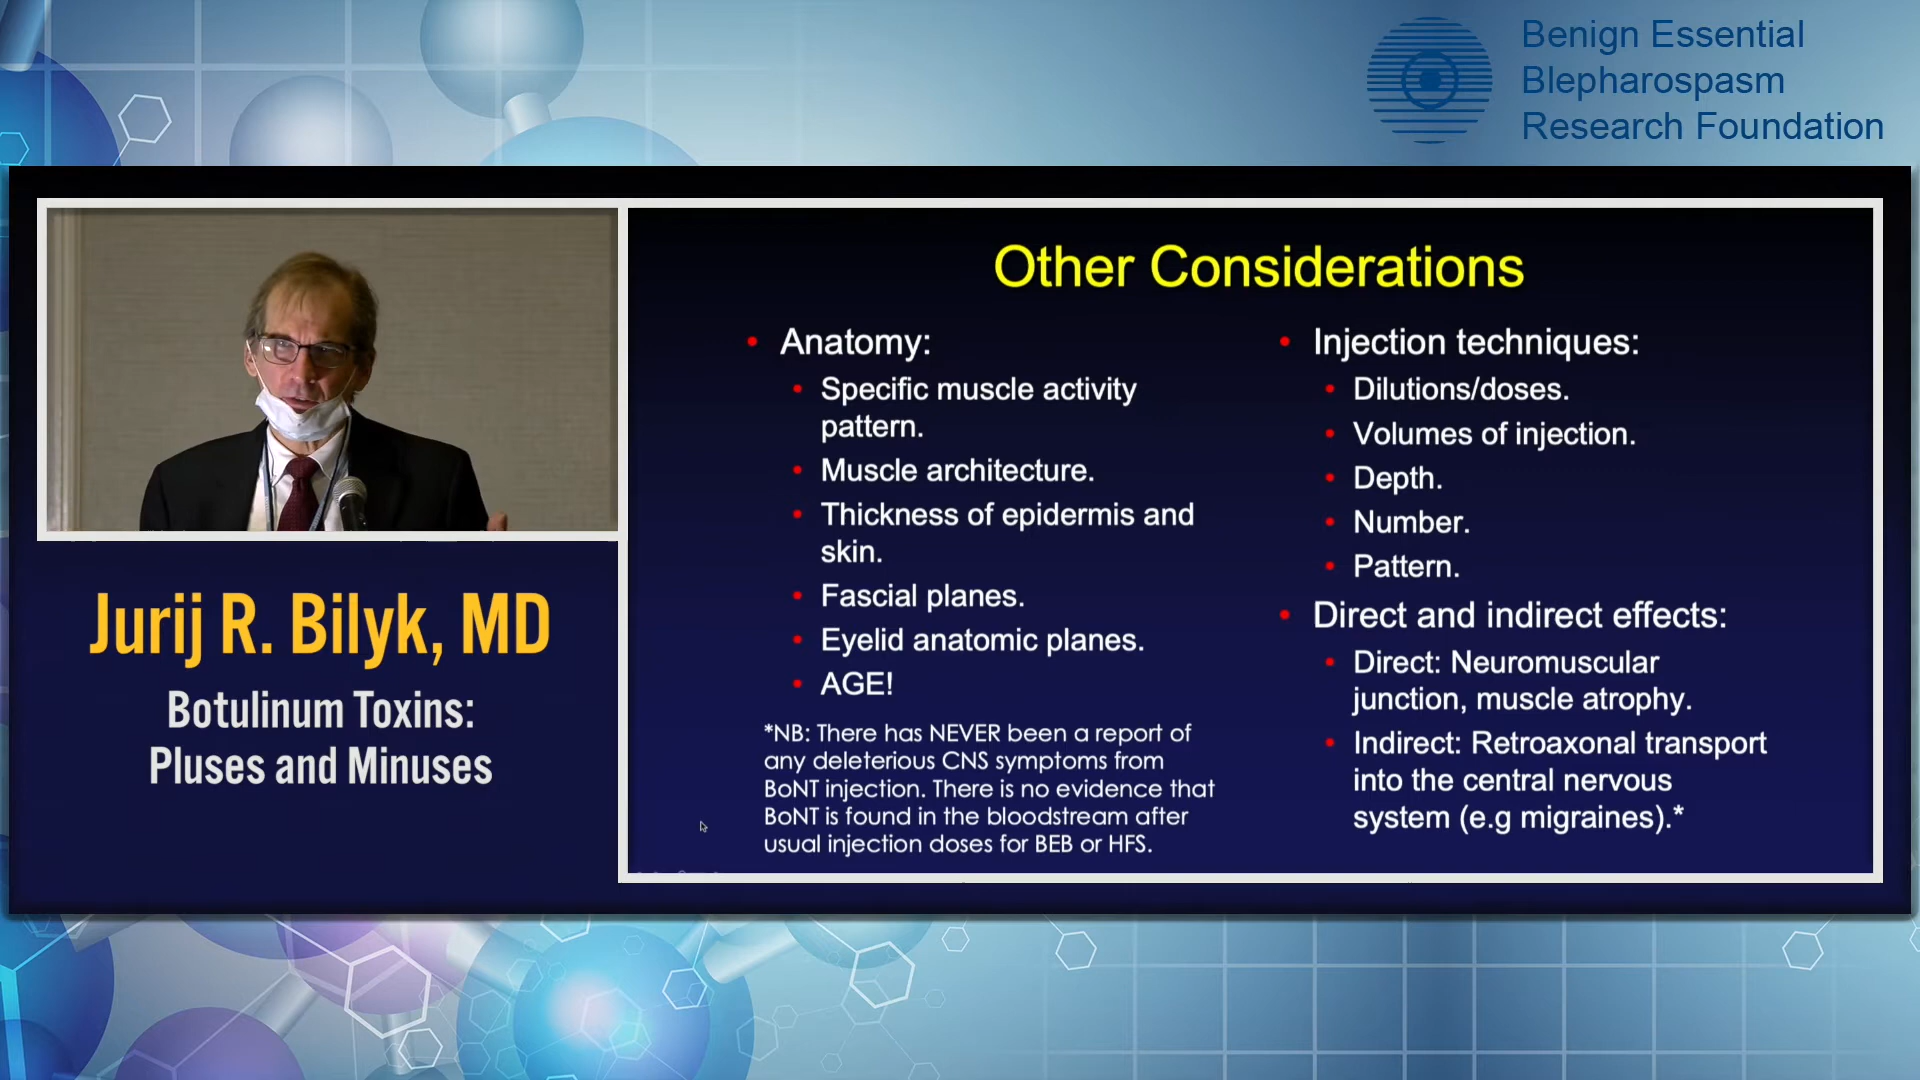 Benign Essential
Blepharospasm
Research Foundation
Jurij R. Bilyk, MD
Botulinum Toxins:
Pluses and Minuses
Other Considerations
• Anatomy:
• Specific muscle activity
pattern.
• Muscle architecture.
• Thickness of epidermis and
skin.
• Fascial planes.
• Eyelid anatomic planes.
• AGE!
*NB: There has NEVER been a report of
any deleterious CNS symptoms from
BoNT injection. There is no evidence that
BoNT is found in the bloodstream after
usual injection doses for BEB or HFS.
• Injection techniques:
• Dilutions/doses.
• Volumes of injection.
• Depth.
• Number.
• Pattern.
• Direct and indirect effects:
• Direct: Neuromuscular
junction, muscle atrophy.
• Indirect: Retroaxonal transport
into the central nervous
system (e.g migraines).*